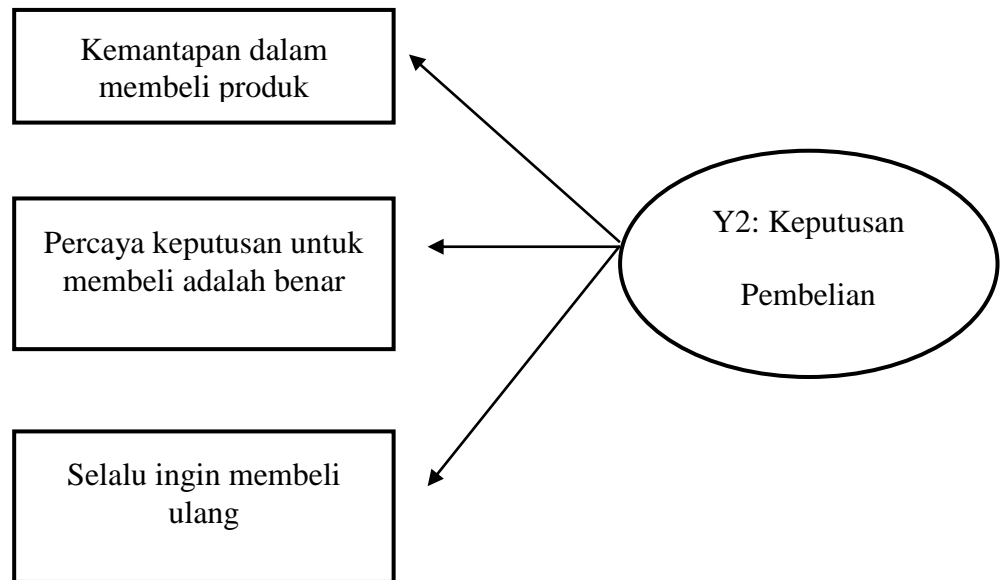 Kemantapan dalam
membeli produk
Percaya keputusan untuk
membeli adalah benar
Selalu ingin membeli
ulang
Y2: Keputusan
Pembelian